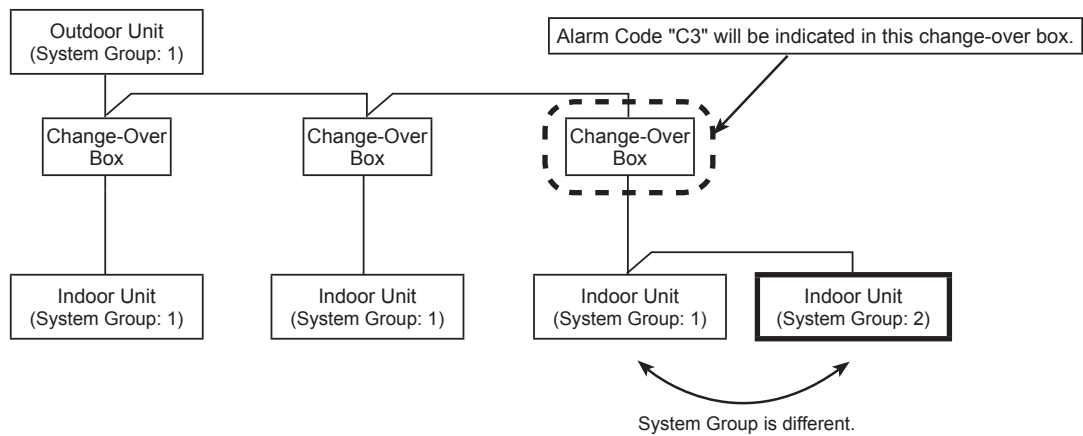 Outdoor Unit
(System Group: 1)
Alarm Code "C3" will be indicated in this change-over box.
Change-Over
Box
Change-Over
Box
Change-Over
Box
Indoor Unit
(System Group: 1)
Indoor Unit
(System Group: 1)
Indoor Unit
(System Group: 1)
Indoor Unit
(System Group: 2)
System Group is different.